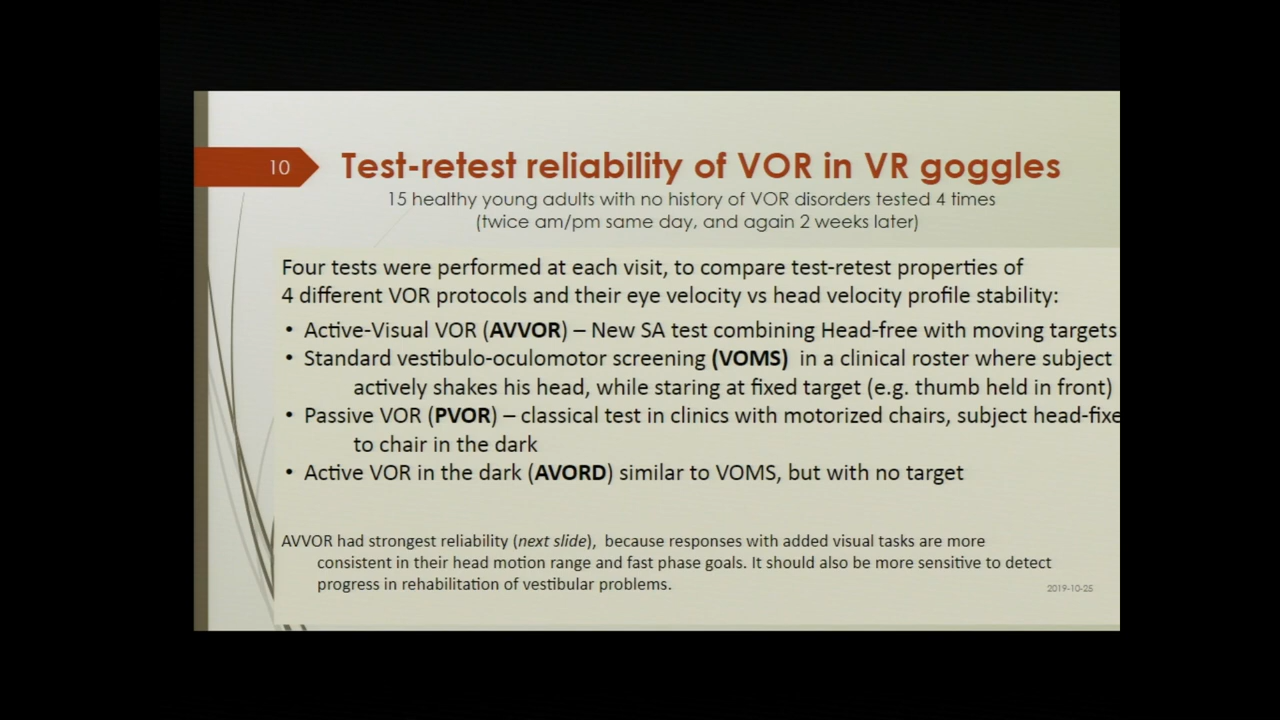 10
Test-retest reliability of VOR in VR goggles
15 healthy young adults with no history of VOR disorders tested 4 times
(twice am/pm same day, and again 2 weeks later)
Four tests were performed at each visit, to compare test-retest properties of
4 different VOR protocols and their eye velocity vs head velocity profile stability:
• Active-Visual VOR (AVVOR) – New SA test combining Head-free with moving targets
• Standard vestibulo-oculomotor screening (VOMS) in a clinical roster where subject
actively shakes his head, while staring at fixed target (e.g. thumb held in front)
• Passive VOR (PVOR) – classical test in clinics with motorized chairs, subject head-fixe
to chair in the dark
• Active VOR in the dark (AVORD) similar to VOMS, but with no target
AVVOR had strongest reliability (next slide), because responses with added visual tasks are more
consistent in their head motion range and fast phase goals. It should also be more sensitive to detect
progress in rehabilitation of vestibular problems.
2019-10-25